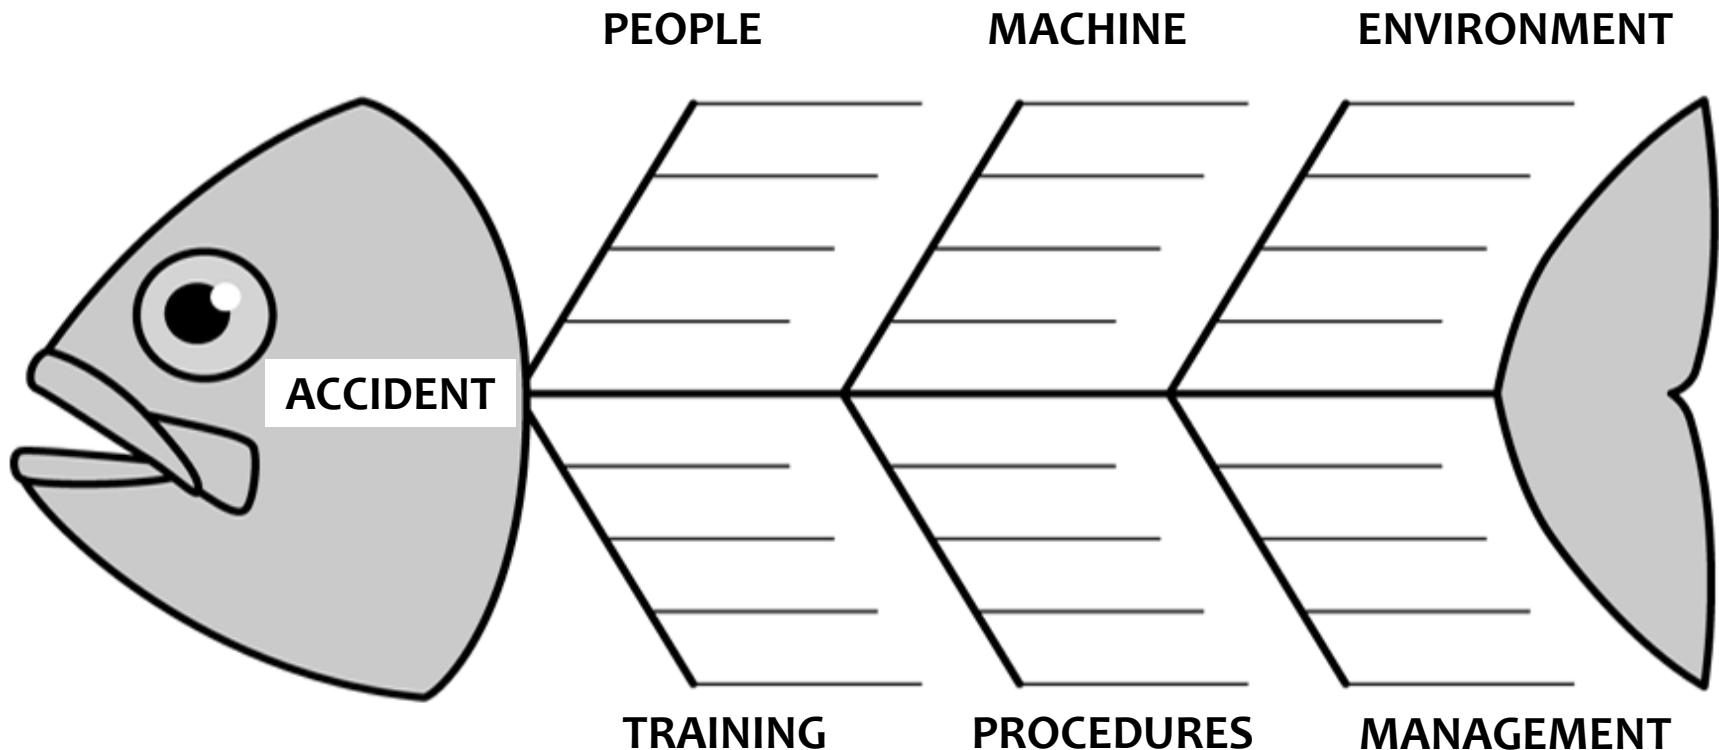 PEOPLE
MACHINE
ENVIRONMENT
ACCIDENT
TRAINING
PROCEDURES
MANAGEMENT